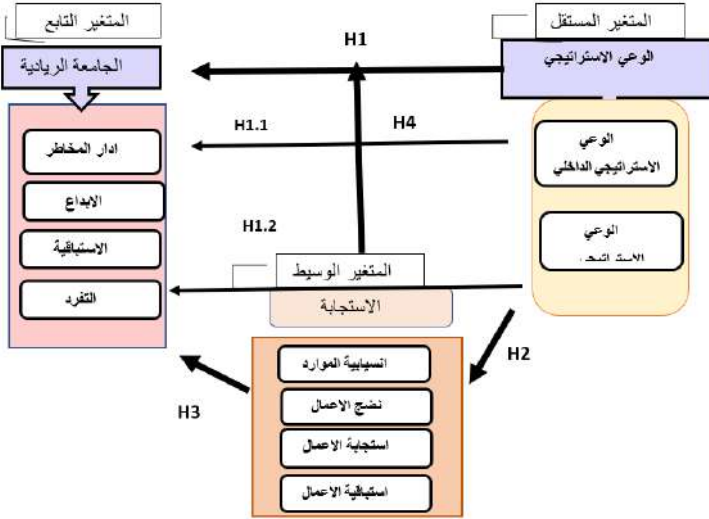 المتغير المستقل
المتغير التابع
الوعي الاستراتيجي
H1
الجامعة الريادية
H1.1
H4
الوعي
الاستراتيجي الداخلي
ادار المخاطر
الابداع
الوعي
الاستباقية
H1.2
المتغير الوسيط
التفرد
الاستجابة
H2
انسيابية الموارد
H3
نضج الاعمال
استجابة الاعمال
استباقية الاعمال